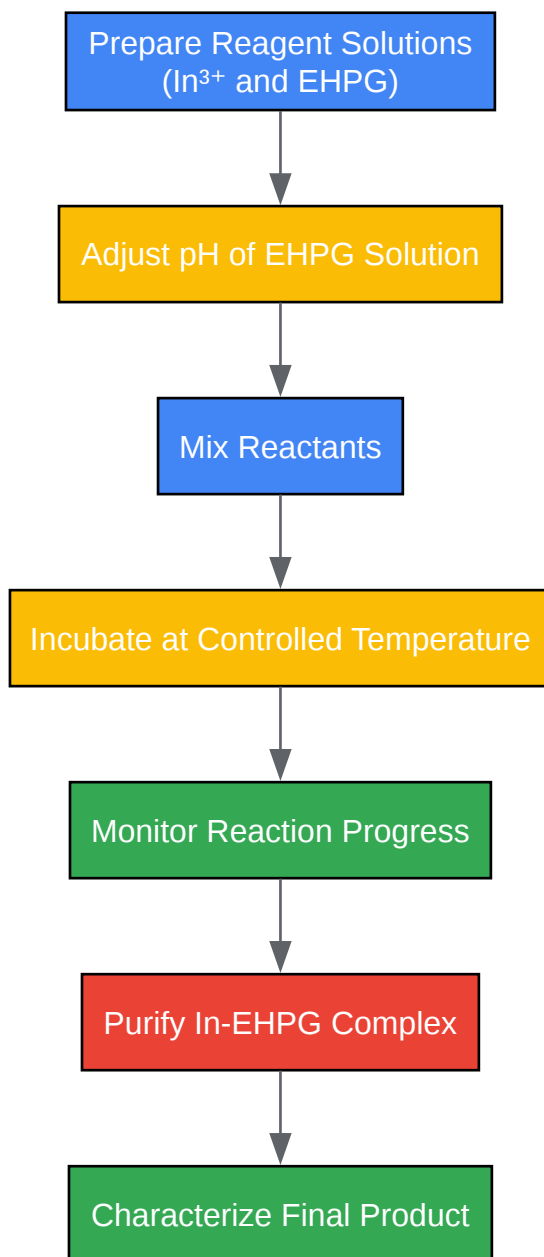 Prepare Reagent Solutions
(In³⁺ and EHPG)
Adjust pH of EHPG Solution
Mix Reactants
Incubate at Controlled Temperature
Monitor Reaction Progress
Purify In-EHPG Complex
Characterize Final Product